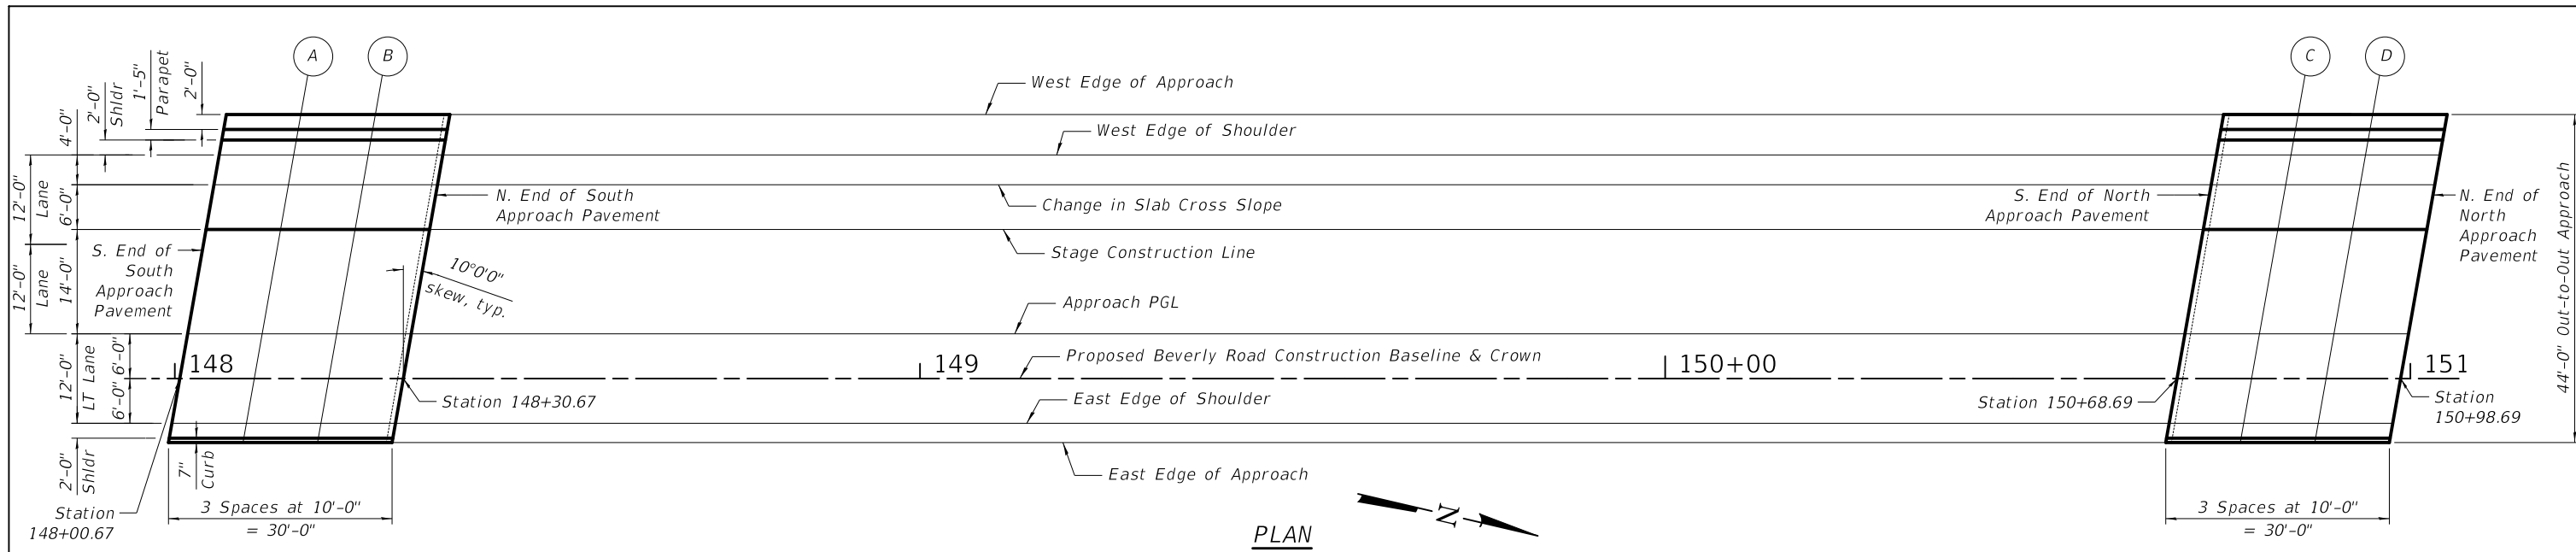 A
B
C
D
2'-0"
1'-5"
Parapet
2'-0"
Shldr
4'-0"
12'-0"
Lane
6'-0"
12'-0"
Lane
14'-0"
12'-0"
LT Lane
6'-0"
6'-0"
2'-0"
Shldr
7"
Curb
S. End of
South
Approach
Pavement
N. End of South
Approach Pavement
10°0'0"
skew, typ.
148
Station 148+30.67
Station
148+00.67
3 Spaces at 10'-0"
= 30'-0"
West Edge of Approach
West Edge of Shoulder
Change in Slab Cross Slope
Stage Construction Line
Approach PGL
149
Proposed Beverly Road Construction Baseline & Crown
150+00
East Edge of Shoulder
East Edge of Approach
S. End of North
Approach Pavement
N. End of
North
Approach
Pavement
151
Station 150+68.69
Station
150+98.69
44'-0" Out-to-Out Approach
3 Spaces at 10'-0"
= 30'-0"
N
PLAN